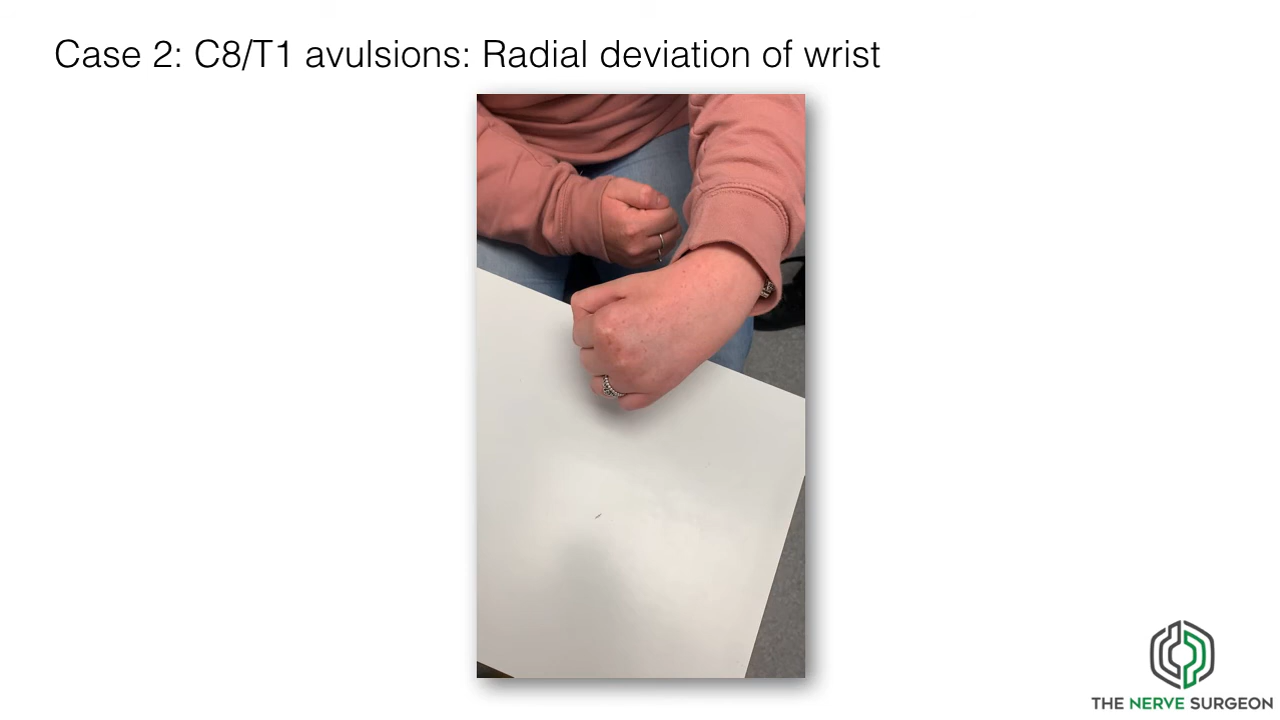 Case 2: C8/T1 avulsions: Radial deviation of wrist
THE NERVE SURGEON